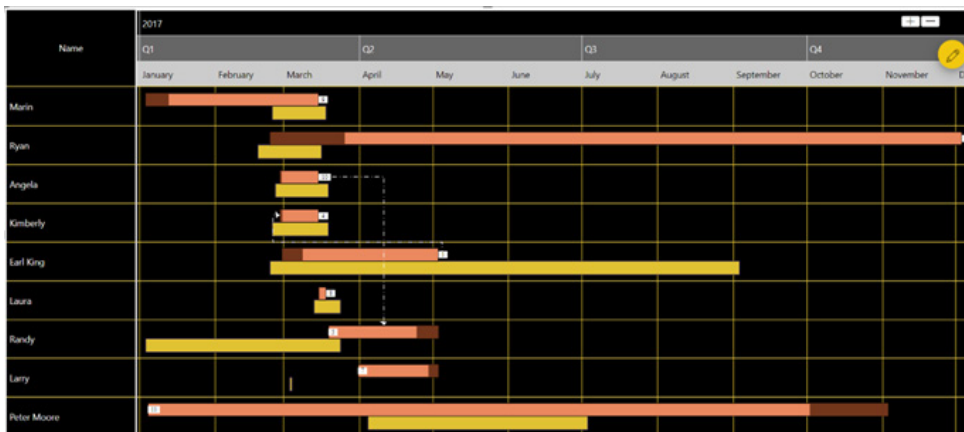 2017
Name
Q1 Q2 Q3 Q4
January February March April May June July August September October November
Marin
Ryan
Angela
Kimberly
Earl King
Laura
Randy
Larry
Peter Moore